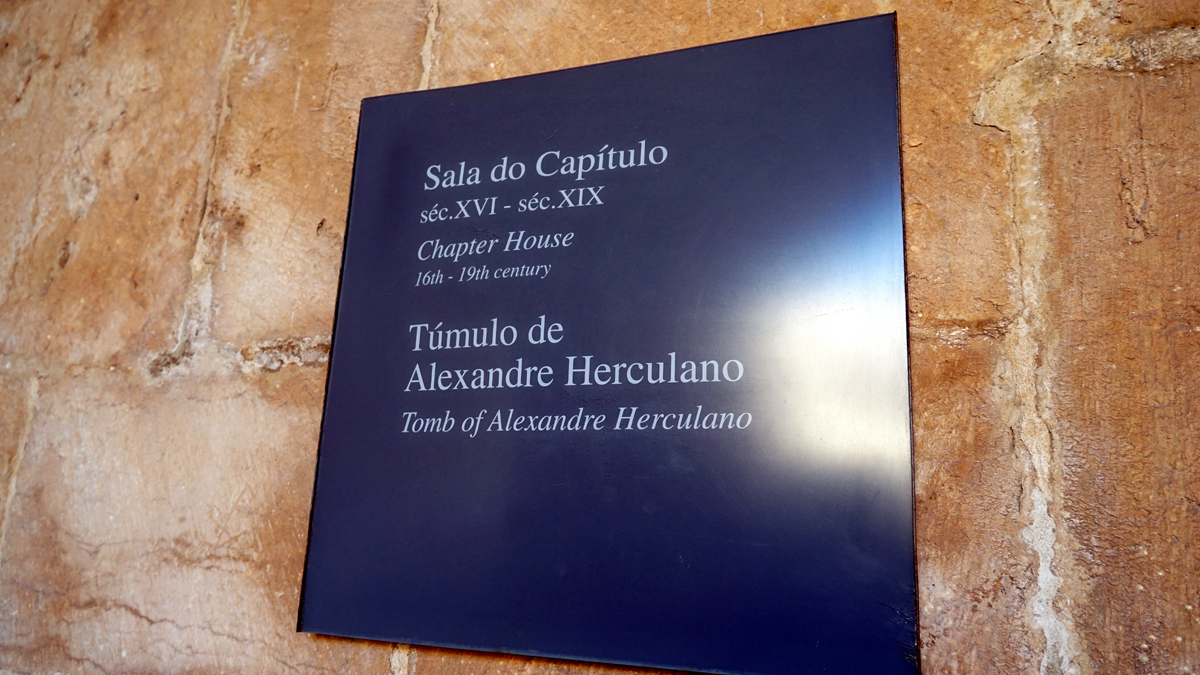 Sala do Capítulo
séc.XVI - séc.XIX
Chapter House
16th - 19th century
Túmulo de
Alexandre Herculano
Tomb of Alexandre Herculano